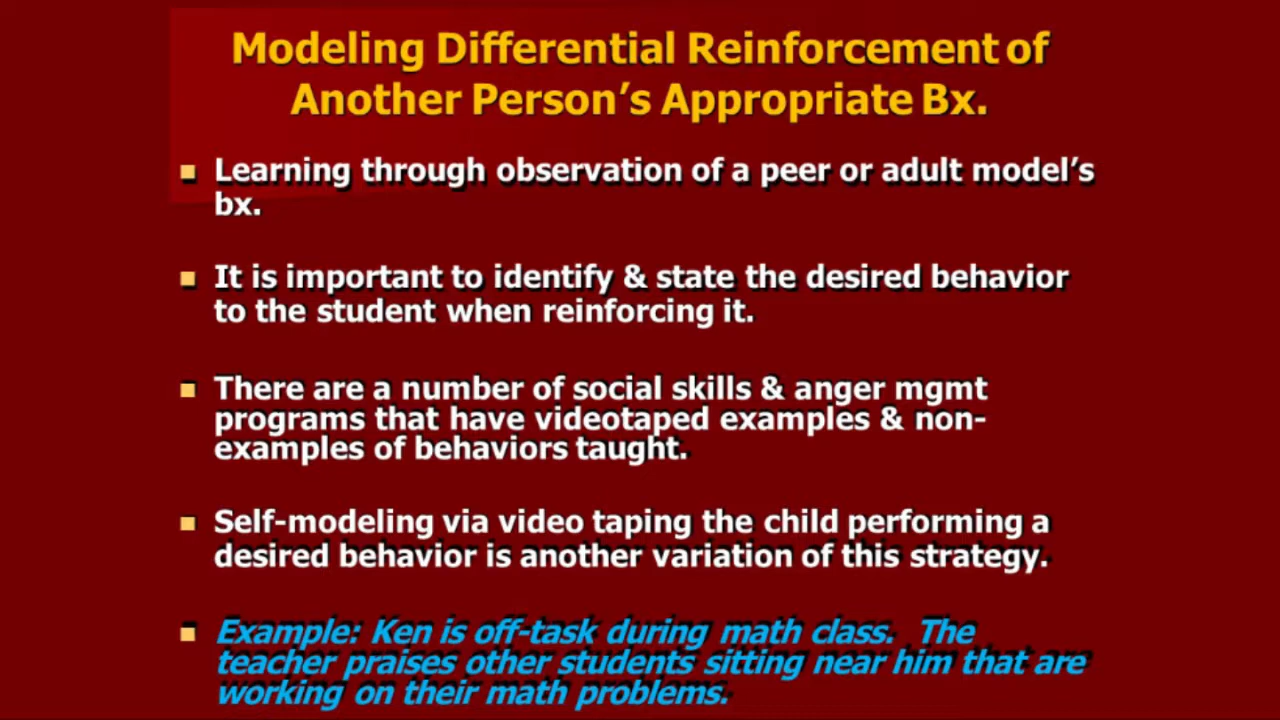 Modeling Differential Reinforcement of
Another Person’s Appropriate Bx.
Learning through observation of a peer or adult model’s
bx.
It is important to identify & state the desired behavior
to the student when reinforcing it.
There are a number of social skills & anger mgmt
programs that have videotaped examples & non-
examples of behaviors taught.
Self-modeling via video taping the child performing a
desired behavior is another variation of this strategy.
Example: Ken is off-task during math class. The
teacher praises other students sitting near him that are
working on their math problems.